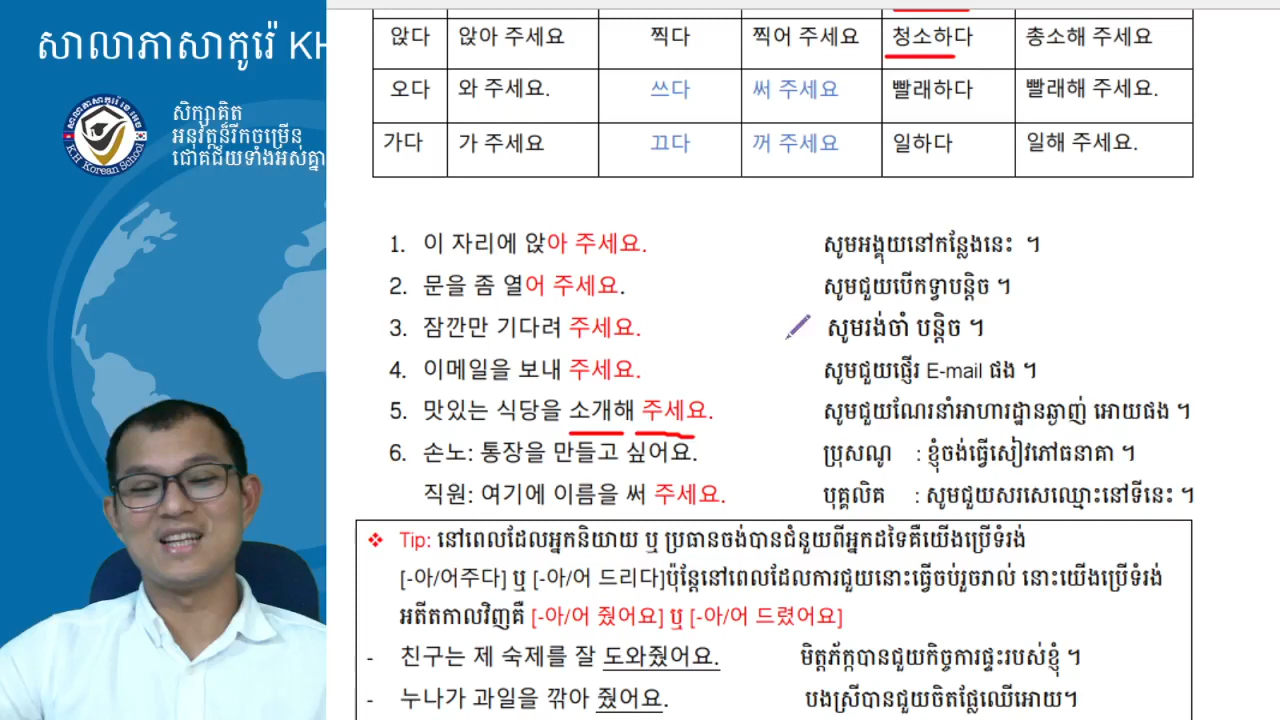 សាលាភាសាកូរ៉េ KH
សិក្សាគិត
អនុវត្តន៍រីកចម្រើន
ជោគជ័យទាំងអស់គ្នា
K.H Korean School
앉다 앉아 주세요 찍다 찍어 주세요 청소하다 총소해 주세요
오다 와 주세요. 쓰다 써 주세요 빨래하다 빨래해 주세요.
가다 가 주세요 끄다 꺼 주세요 일하다 일해 주세요.
1. 이 자리에 앉아 주세요. សូមអង្គុយនៅកន្លែងនេះ ។
2. 문을 좀 열어 주세요. សូមជួយបើកទ្វាបន្តិច ។
3. 잠깐만 기다려 주세요. សូមរង់ចាំ បន្តិច ។
4. 이메일을 보내 주세요. សូមជួយផ្ញើរ E-mail ផង ។
5. 맛있는 식당을 소개해 주세요. សូមជួយណែរនាំអាហារដ្ឋានឆ្ងាញ់ អោយផង ។
6. 손노: 통장을 만들고 싶어요. ប្រុសណូ : ខ្ញុំចង់ធ្វើសៀវភៅធនាគា ។
직원: 여기에 이름을 써 주세요. បុគ្គលិគ : សូមជួយសរសេឈ្មោះនៅទីនេះ ។
❖ Tip: នៅពេលដែលអ្នកនិយាយ ឬ ប្រធានចង់បានជំនួយពីអ្នកដទៃគឺយើងប្រើទំរង់
[-아/어주다] ឬ [-아/어 드리다]ប៉ុន្តែនៅពេលដែលការជួយនោះធ្វើចប់រួចរាល់ នោះយើងប្រើទំរង់
អតីតកាលវិញគឺ [-아/어 줬어요] ឬ [-아/어 드렸어요]
- 친구는 제 숙제를 잘 도와줬어요. មិត្តភ័ក្កបានជួយកិច្ចការផ្ទះរបស់ខ្ញុំ ។
- 누나가 과일을 깎아 줬어요. បងស្រីបានជួយចិតផ្លែឈើអោយ។